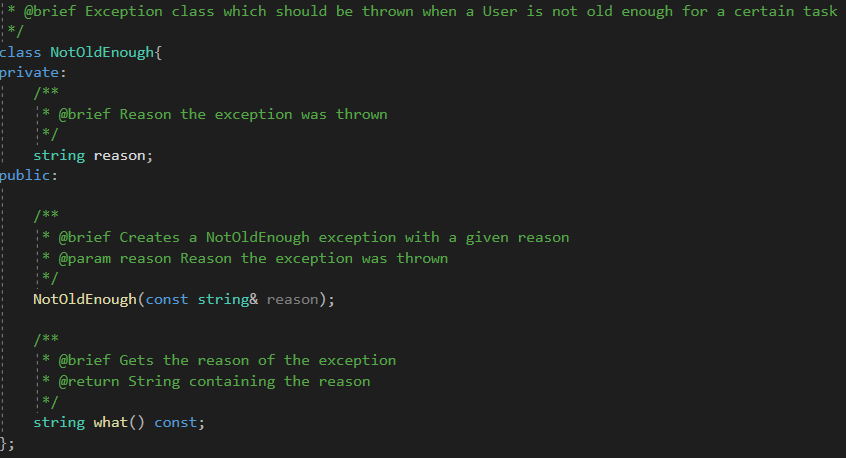 * @brief Exception class which should be thrown when a User is not old enough for a certain task
*/
class NotOldEnough{
private:
/**
* @brief Reason the exception was thrown
*/
string reason;
public:
/**
* @brief Creates a NotOldEnough exception with a given reason
* @param reason Reason the exception was thrown
*/
NotOldEnough(const string& reason);
/**
* @brief Gets the reason of the exception
* @return String containing the reason
*/
string what() const;
};